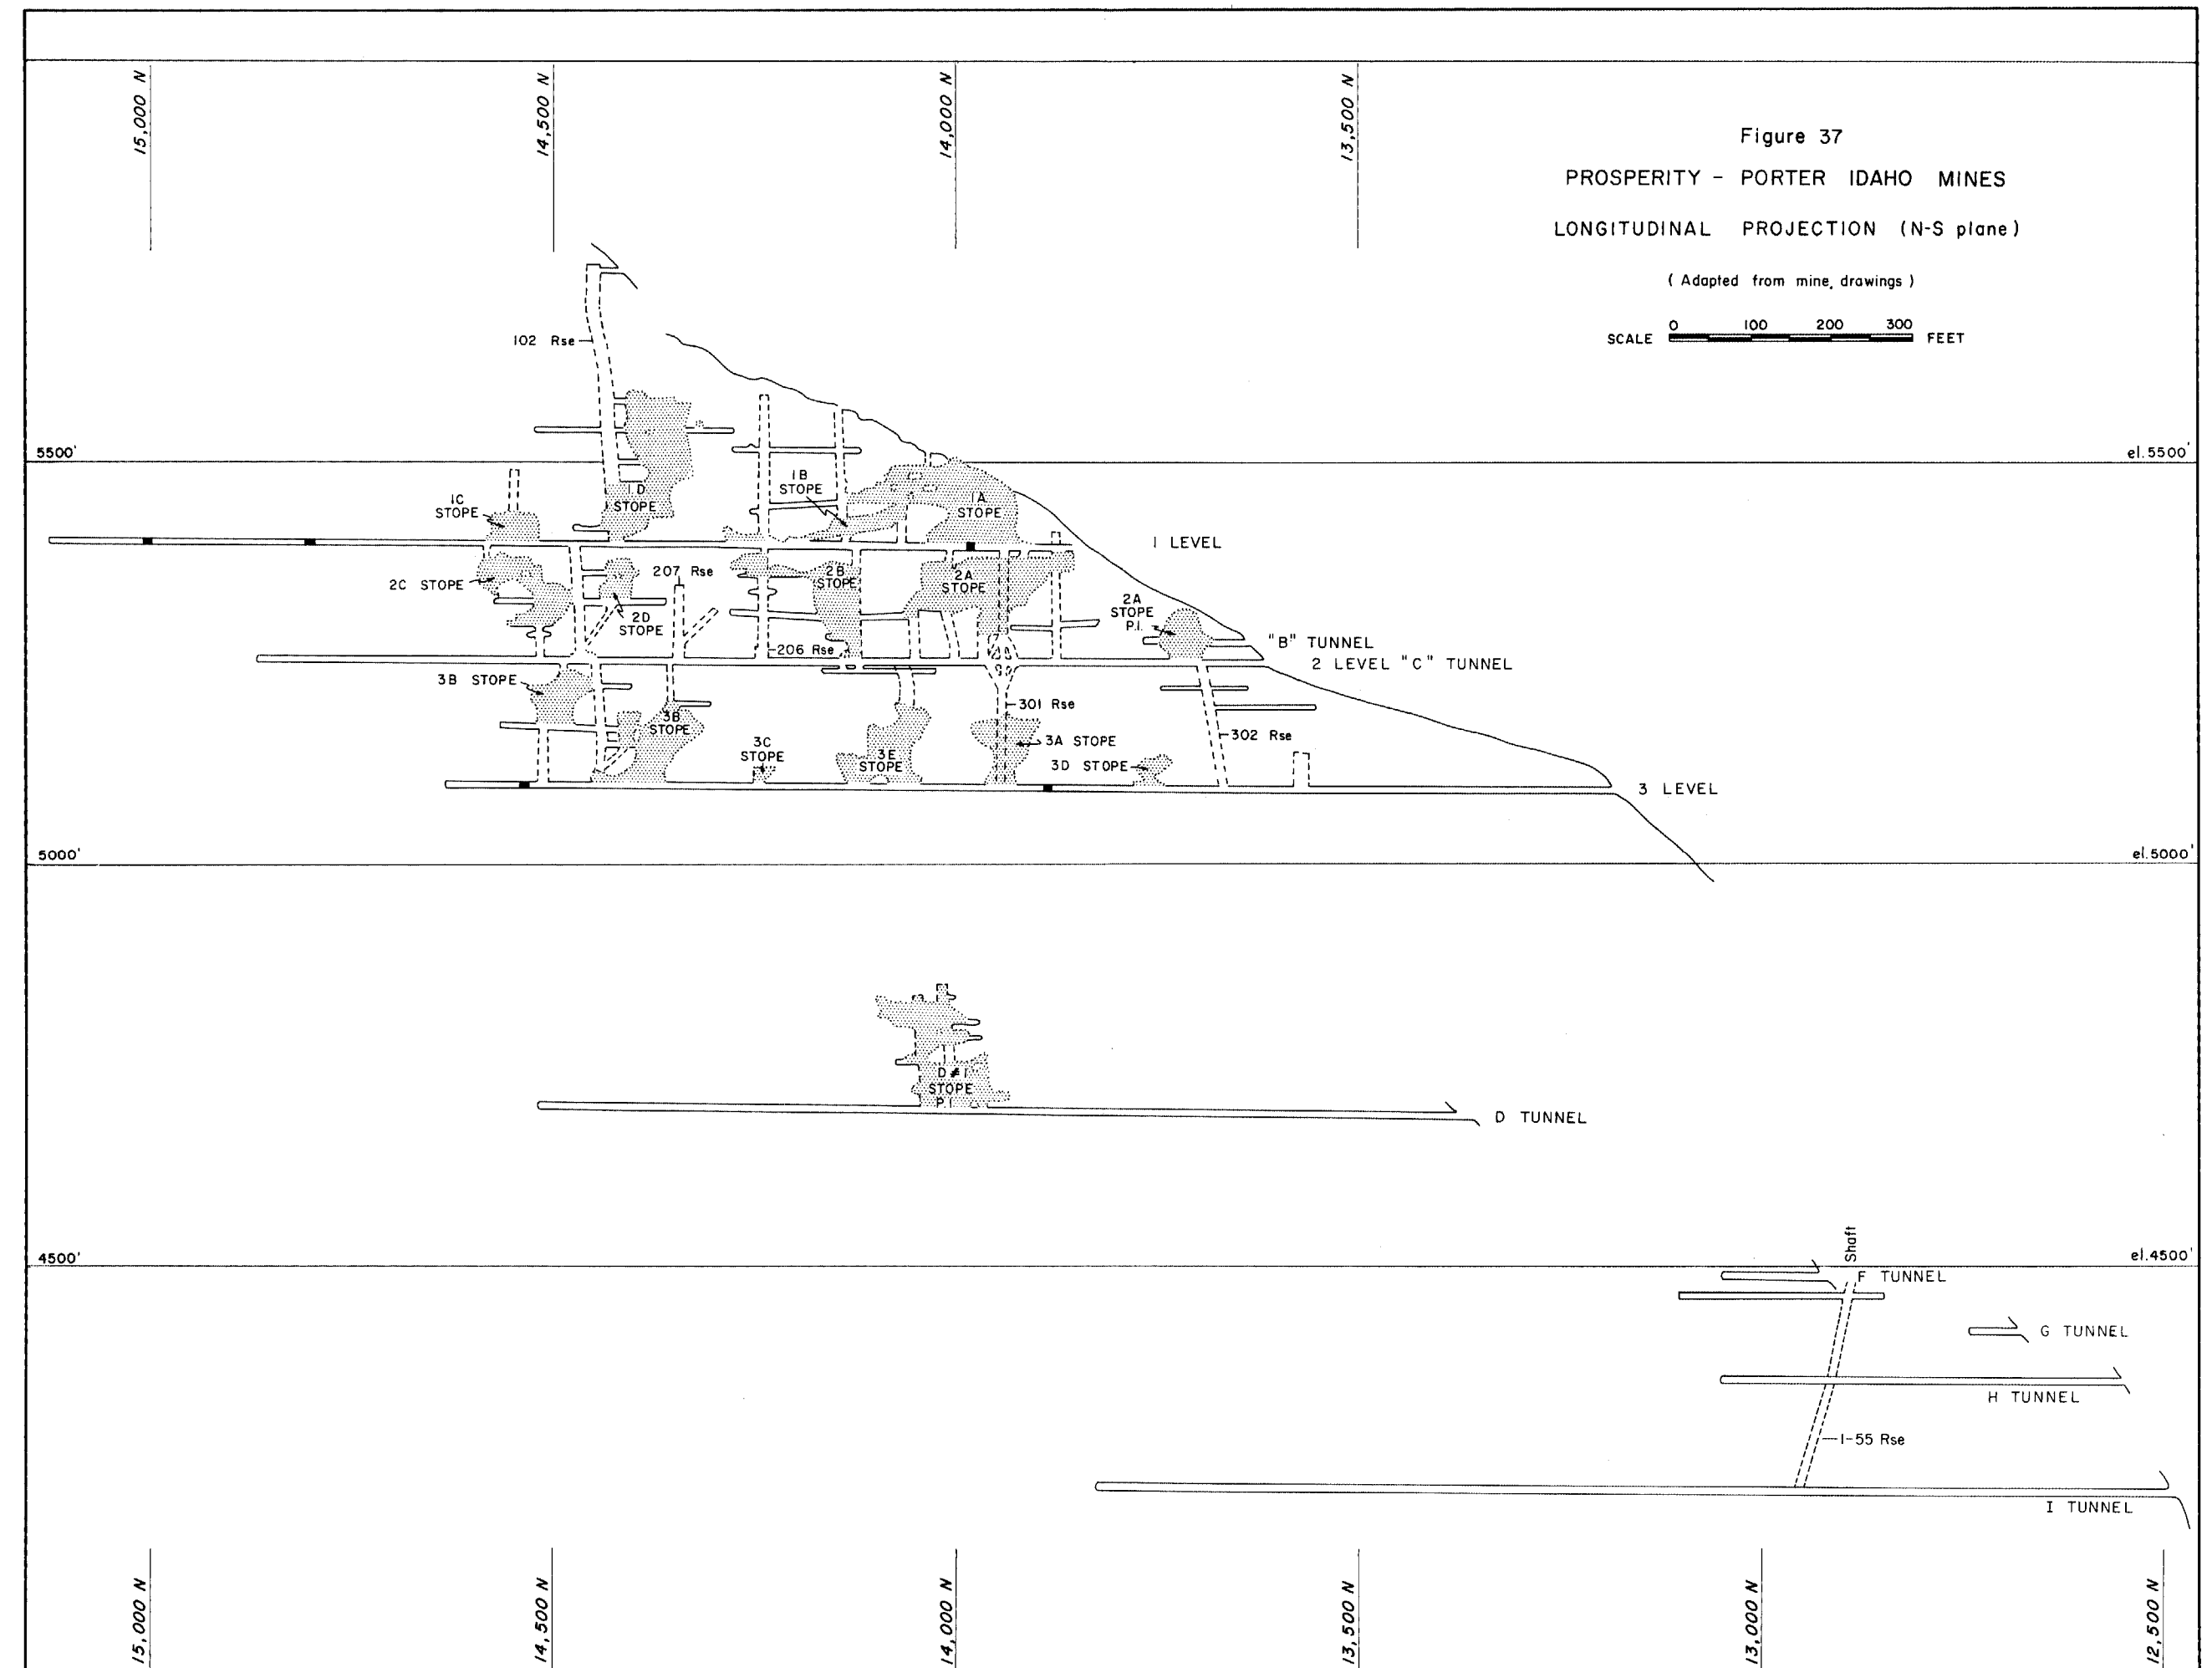 15,000 N
14,500 N
14,000 N
13,500 N
Figure 37
PROSPERITY - PORTER IDAHO MINES
LONGITUDINAL PROJECTION (N-S plane)
( Adapted from mine, drawings )
0 100 200 300
SCALE FEET
102 Rse
5500'
el.5500'
1C
STOPE
1D
STOPE
1B
STOPE
1A
STOPE
1 LEVEL
2C STOPE
207 Rse
2D
STOPE
2B
STOPE
2A
STOPE
2A
STOPE
P.I.
206 Rse
"B" TUNNEL
2 LEVEL "C" TUNNEL
3B STOPE
3B
STOPE
3C
STOPE
3E
STOPE
301 Rse
3A STOPE
3D STOPE
302 Rse
3 LEVEL
5000'
el.5000'
D#1
STOPE
P.I
D TUNNEL
4500'
el.4500'
Shaft
F TUNNEL
G TUNNEL
H TUNNEL
1-55 Rse
I TUNNEL
15,000 N
14,500 N
14,000 N
13,500 N
13,000 N
12,500 N